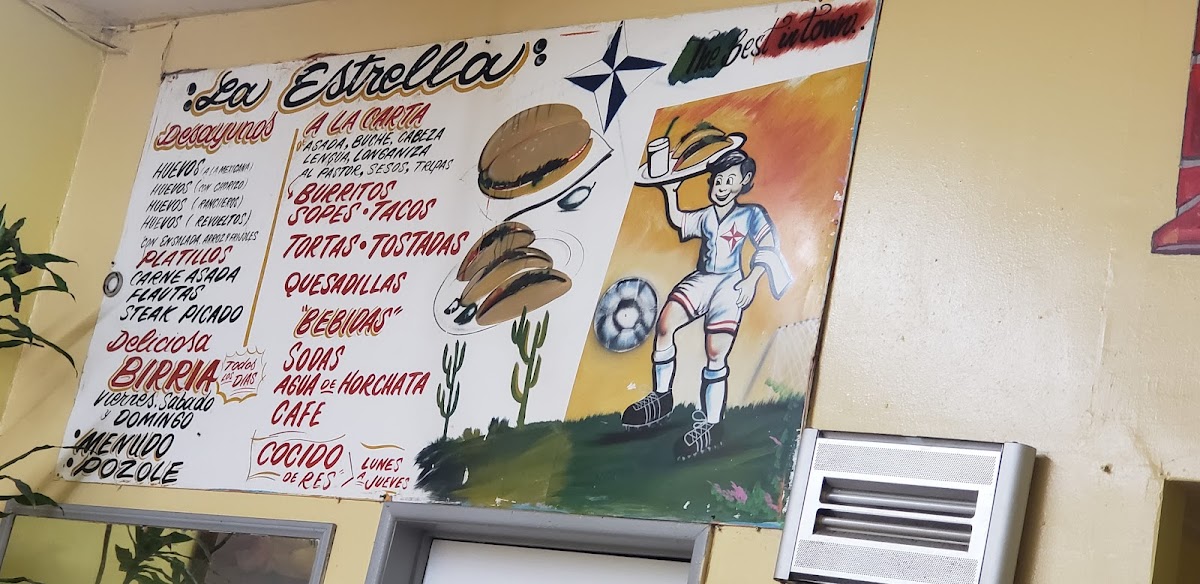 La Estrella
The Best in Town..
Desayunos
HUEVOS (A LA MEXICANA)
HUEVOS (CON CHORIZO)
HUEVOS (RANCHEROS)
HUEVOS (REVUELTOS)
CON ENSALADA ARROZ Y FRIJOLES
PLATILLOS
CARNE ASADA
FLAUTAS
STEAK PICADO
Deliciosa
BIRRIA
TODOS
LOS DIAS
VIERNES, SABADO
Y DOMINGO
MENUDO
POZOLE
A LA CARTA
ASADA, BUCHE, CABEZA
LENGUA, LONGANIZA
AL PASTOR, SESOS, TRIPAS
BURRITOS
SOPES • TACOS
TORTAS • TOSTADAS
QUESADILLAS
"BEBIDAS"
SODAS
AGUA DE HORCHATA
CAFE
COCIDO
DE RES
LUNES
A JUEVES